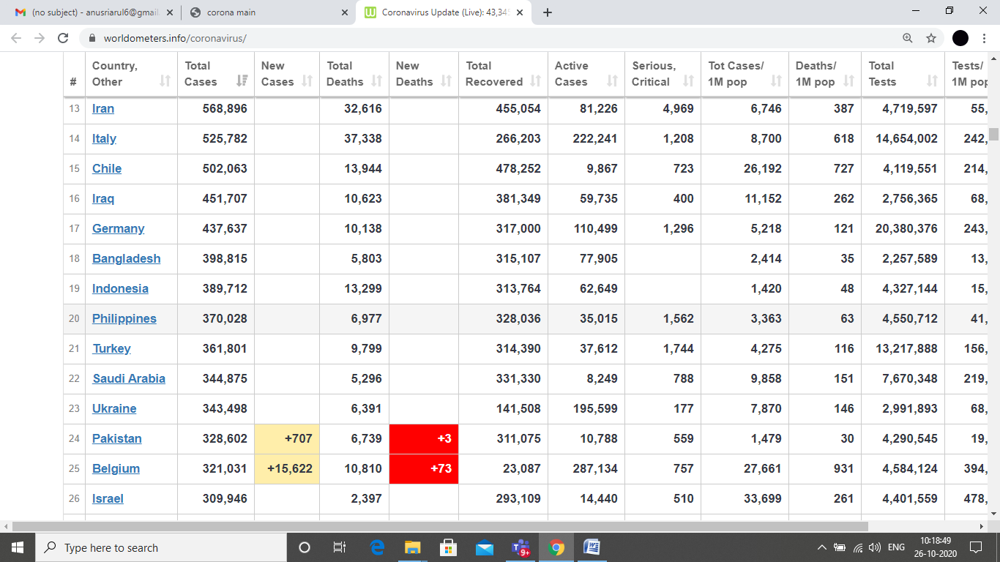 (no subject) - anusriarul6@gmail.
corona main
Coronavirus Update (Live): 43,345
worldometers.info/coronavirus/
# Country, Other Total Cases New Cases Total Deaths New Deaths Total Recovered Active Cases Serious, Critical Tot Cases/ 1M pop Deaths/ 1M pop Total Tests Tests/ 1M pop
13 Iran 568,896 32,616 455,054 81,226 4,969 6,746 387 4,719,597 55,
14 Italy 525,782 37,338 266,203 222,241 1,208 8,700 618 14,654,002 242,
15 Chile 502,063 13,944 478,252 9,867 723 26,192 727 4,119,551 214,
16 Iraq 451,707 10,623 381,349 59,735 400 11,152 262 2,756,365 68,
17 Germany 437,637 10,138 317,000 110,499 1,296 5,218 121 20,380,376 243,
18 Bangladesh 398,815 5,803 315,107 77,905 2,414 35 2,257,589 13,
19 Indonesia 389,712 13,299 313,764 62,649 1,420 48 4,327,144 15,
20 Philippines 370,028 6,977 328,036 35,015 1,562 3,363 63 4,550,712 41,
21 Turkey 361,801 9,799 314,390 37,612 1,744 4,275 116 13,217,888 156,
22 Saudi Arabia 344,875 5,296 331,330 8,249 788 9,858 151 7,670,348 219,
23 Ukraine 343,498 6,391 141,508 195,599 177 7,870 146 2,991,893 68,
24 Pakistan 328,602 +707 6,739 +3 311,075 10,788 559 1,479 30 4,290,545 19,
25 Belgium 321,031 +15,622 10,810 +73 23,087 287,134 757 27,661 931 4,584,124 394,
26 Israel 309,946 2,397 293,109 14,440 510 33,699 261 4,401,559 478,
Type here to search
9+
ENG
10:18:49
26-10-2020